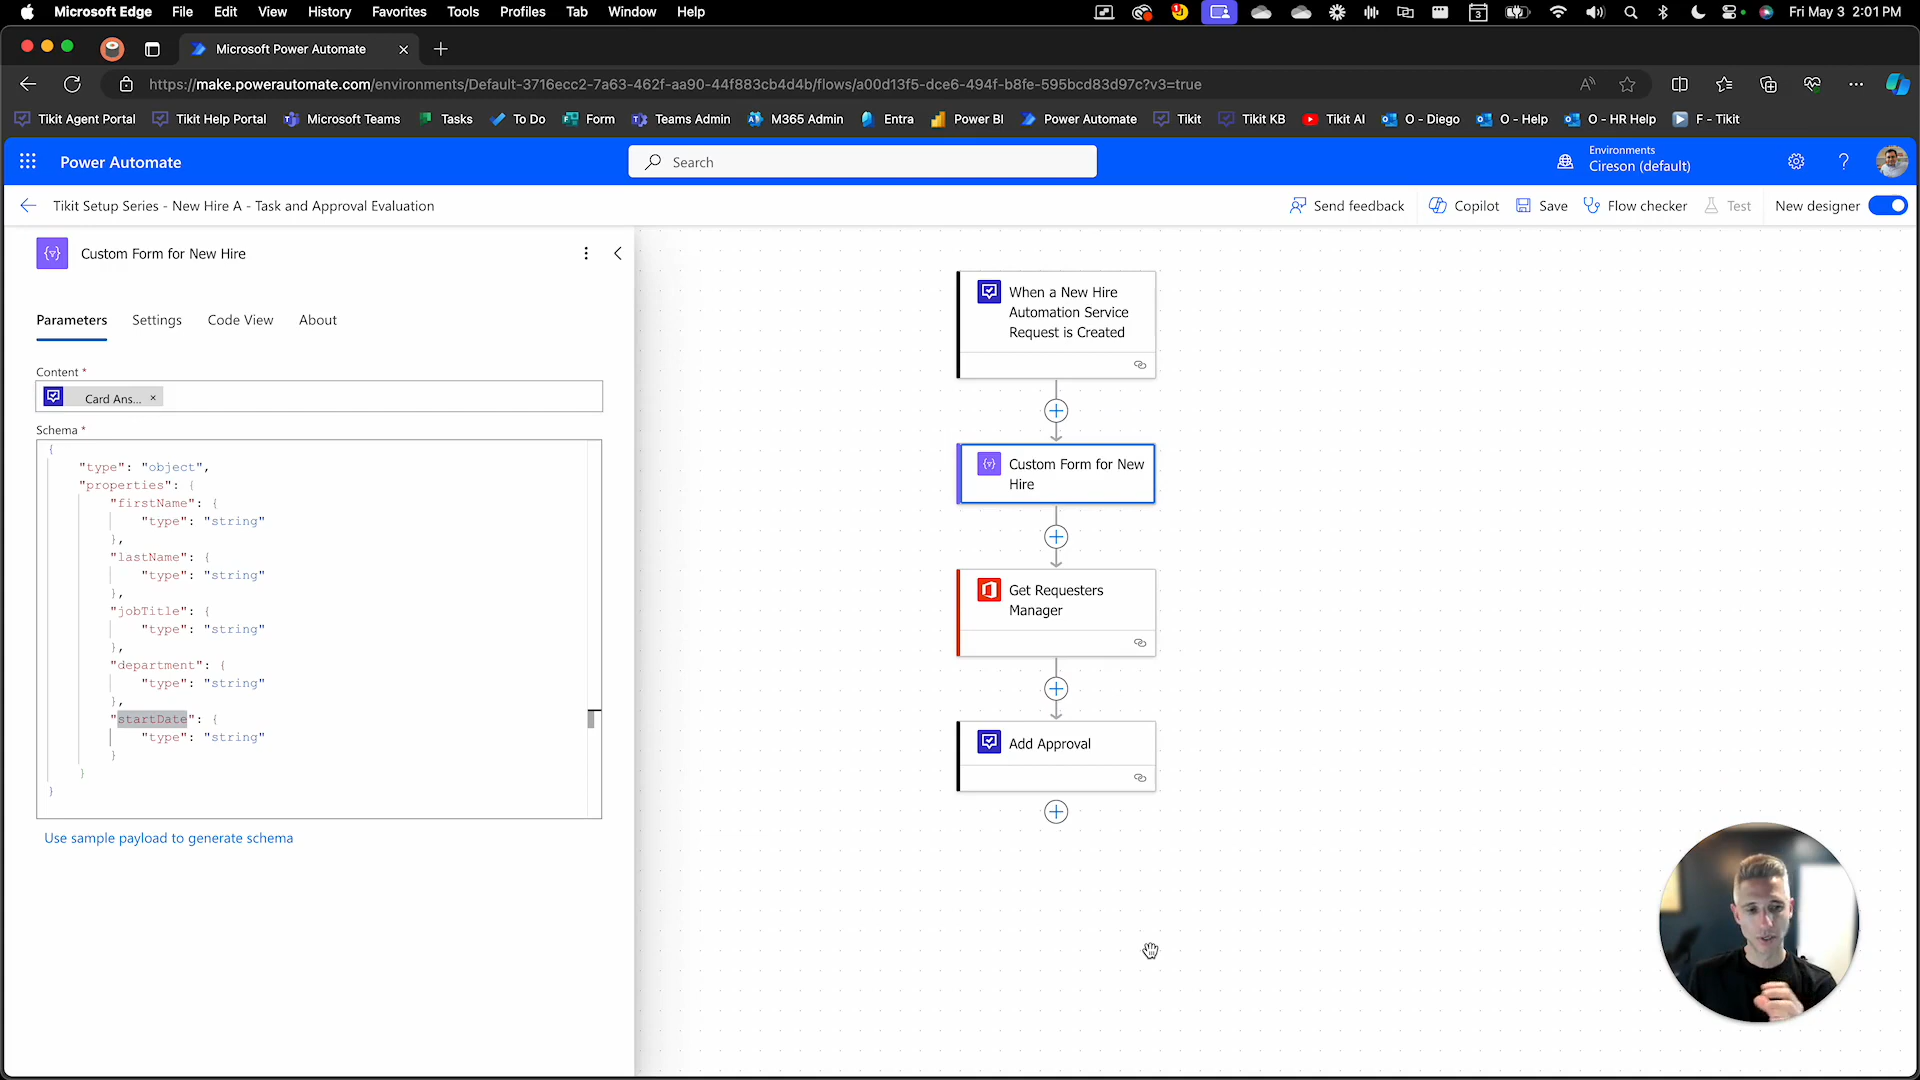 Microsoft Edge File Edit View History Favorites Tools Profiles Tab Window Help
3
Fri May 3 2:01 PM
Microsoft Power Automate
https://make.powerautomate.com/environments/Default-3716ecc2-7a63-462f-aa90-44f883cb4d4b/flows/a00d13f5-dce6-494f-b8fe-595bcd83d97c?v3=true
Tikit Agent Portal Tikit Help Portal Microsoft Teams Tasks To Do Form Teams Admin M365 Admin Entra Power BI Power Automate Tikit Tikit KB Tikit AI O - Diego O - Help O - HR Help F - Tikit
Power Automate
Search
Environments
Cireson (default)
?
Tikit Setup Series - New Hire A - Task and Approval Evaluation
Send feedback Copilot Save Flow checker Test New designer
Custom Form for New Hire
Parameters Settings Code View About
Content *
Card Ans... ×
Schema *
{
"type": "object",
"properties": {
"firstName": {
"type": "string"
},
"lastName": {
"type": "string"
},
"jobTitle": {
"type": "string"
},
"department": {
"type": "string"
},
"startDate": {
"type": "string"
}
}
}
Use sample payload to generate schema
When a New Hire
Automation Service
Request is Created
Custom Form for New
Hire
Get Requesters
Manager
Add Approval